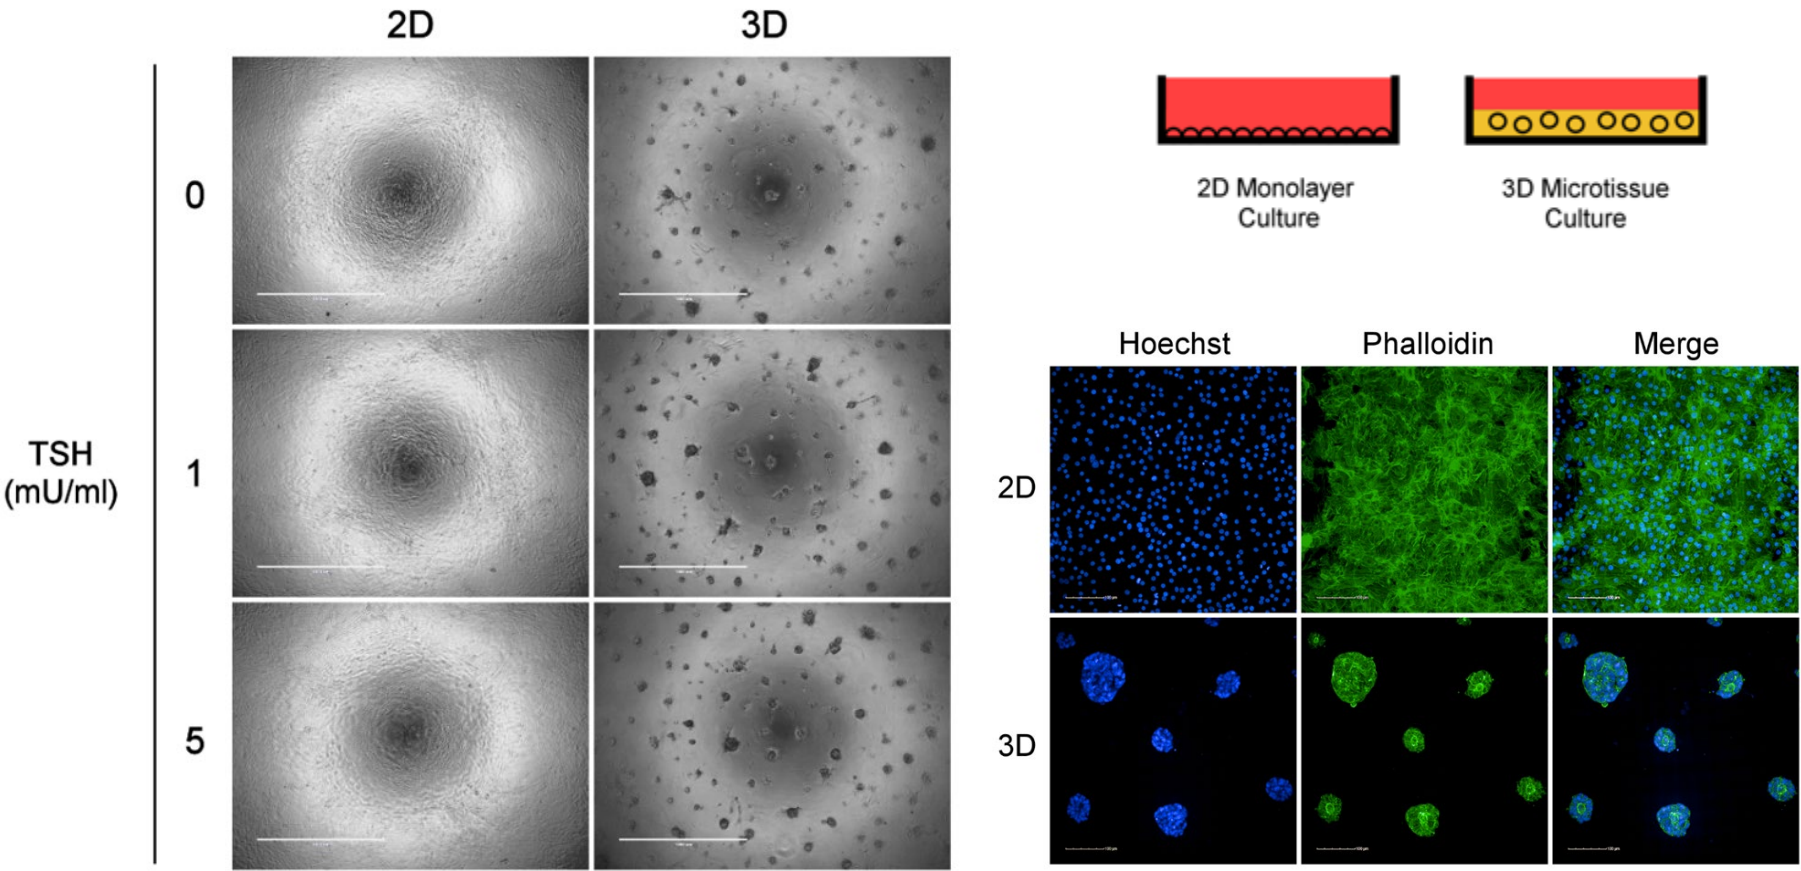 2D
3D
TSH
(mU/ml)
0
1
5
2D Monolayer
Culture
3D Microtissue
Culture
Hoechst
Phalloidin
Merge
2D
3D